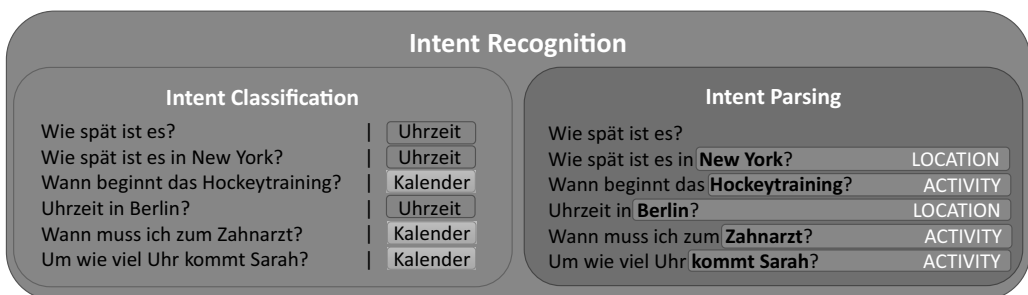 Intent Recognition
Intent Classification
Wie spät ist es? | Uhrzeit
Wie spät ist es in New York? | Uhrzeit
Wann beginnt das Hockeytraining? | Kalender
Uhrzeit in Berlin? | Uhrzeit
Wann muss ich zum Zahnarzt? | Kalender
Um wie viel Uhr kommt Sarah? | Kalender
Intent Parsing
Wie spät ist es?
Wie spät ist es in New York? LOCATION
Wann beginnt das Hockeytraining? ACTIVITY
Uhrzeit in Berlin? LOCATION
Wann muss ich zum Zahnarzt? ACTIVITY
Um wie viel Uhr kommt Sarah? ACTIVITY